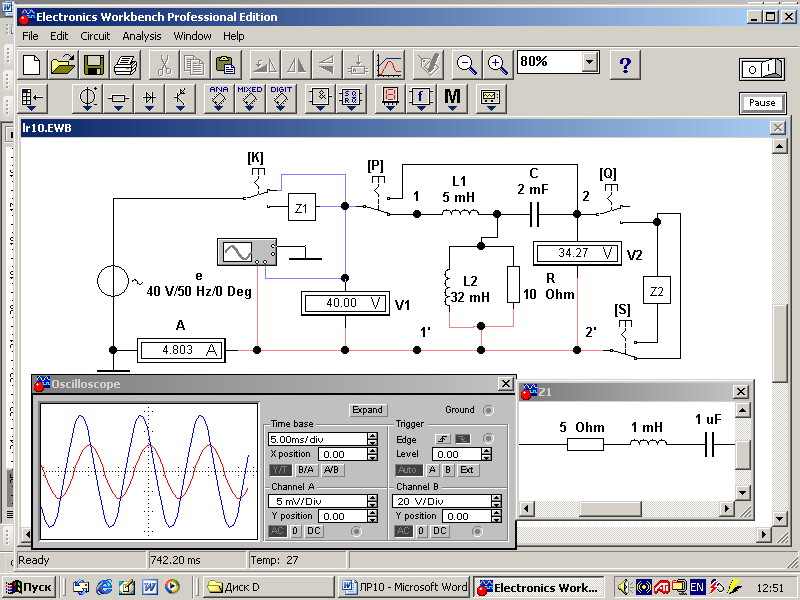 Electronics Workbench Professional Edition
File Edit Circuit Analysis Window Help
80%
?
O I
ANA MIXED DIGIT
f M
Pause
lr10.EWB
[K]
[P]
[Q]
[S]
Z1
1
L1
5 mH
C
2 mF
2
34.27 V
V2
e
40 V/50 Hz/0 Deg
40.00 V
V1
L2
32 mH
R
10 Ohm
Z2
A
4.803 A
1'
2'
Oscilloscope
Expand
Ground
Time base
5.00ms/div
X position 0.00
Y/T B/A A/B
Trigger
Edge
Level 0.00
Auto A B Ext
Channel A
5 mV/Div
Y position 0.00
AC 0 DC
Channel B
20 V/Div
Y position 0.00
AC 0 DC
Z1
5 Ohm
1 mH
1 uF
Ready
742.20 ms
Temp: 27
Пуск
Диск D
ЛР10 - Microsoft Word
Electronics Work...
EN
12:51